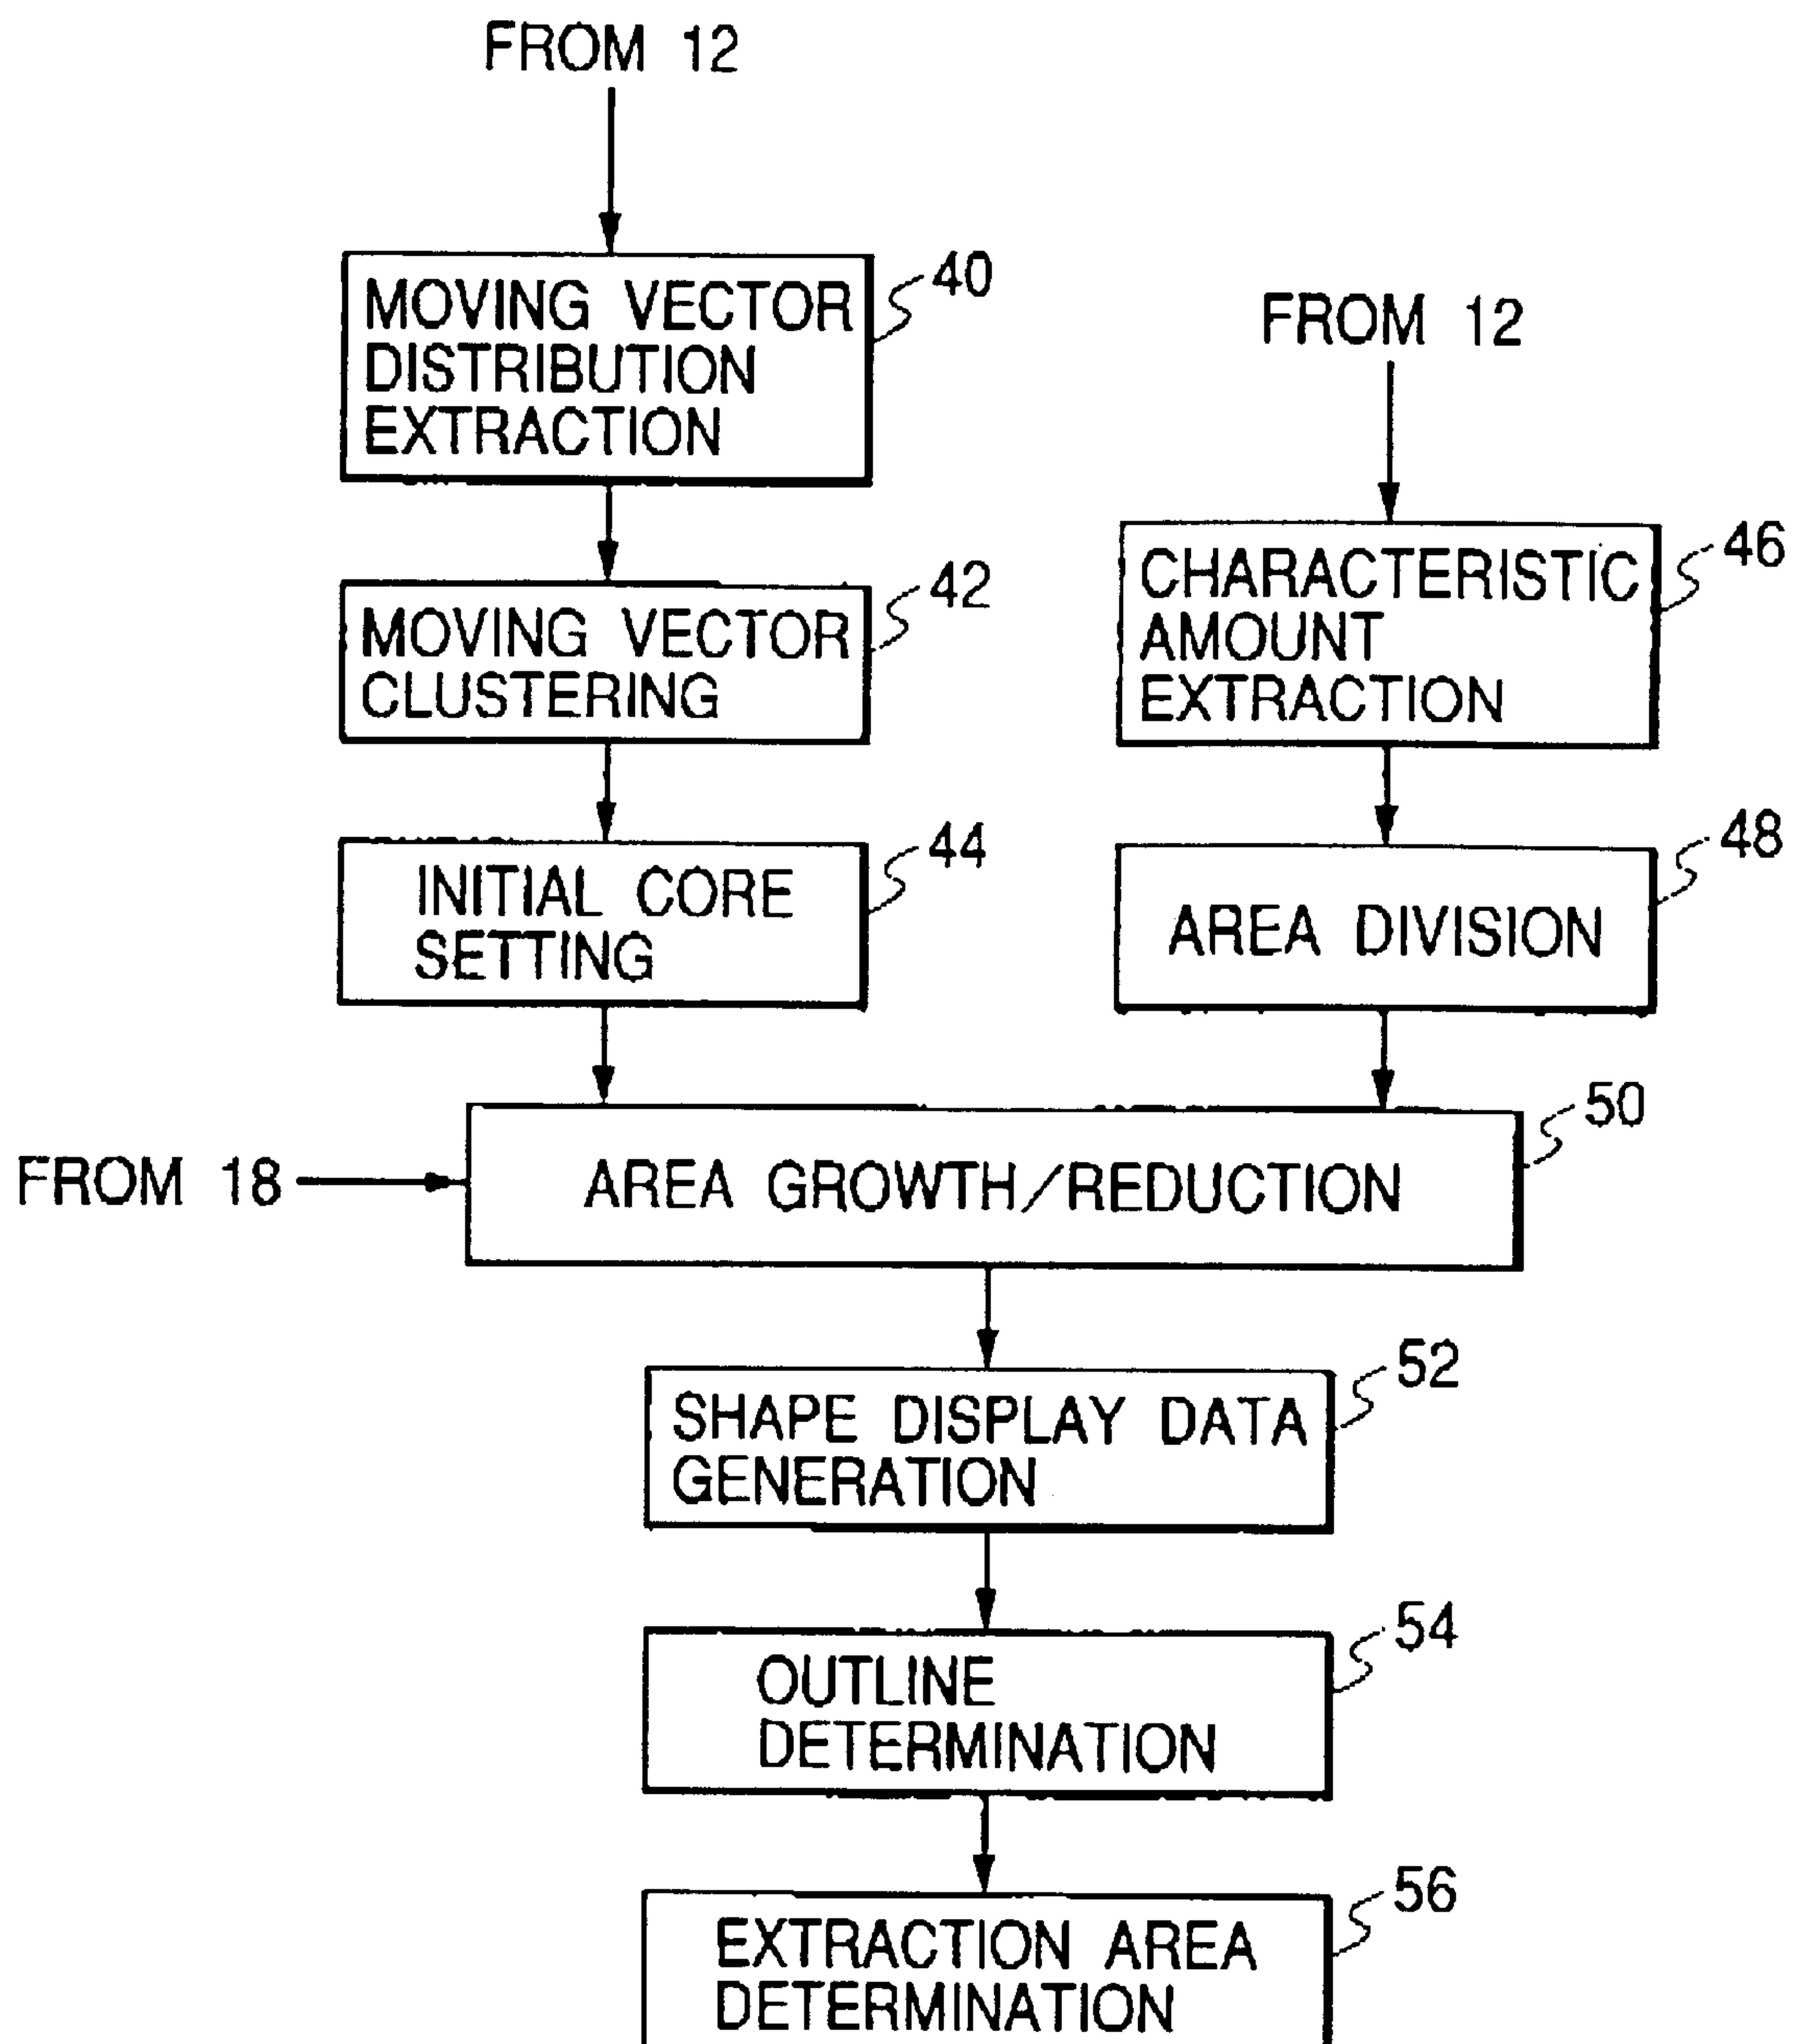 FROM 12
MOVING VECTOR
DISTRIBUTION
EXTRACTION
40
MOVING VECTOR
CLUSTERING
42
INITIAL CORE
SETTING
44
FROM 12
CHARACTERISTIC
AMOUNT
EXTRACTION
46
AREA DIVISION
48
FROM 18
AREA GROWTH/REDUCTION
50
SHAPE DISPLAY DATA
GENERATION
52
OUTLINE
DETERMINATION
54
EXTRACTION AREA
DETERMINATION
56